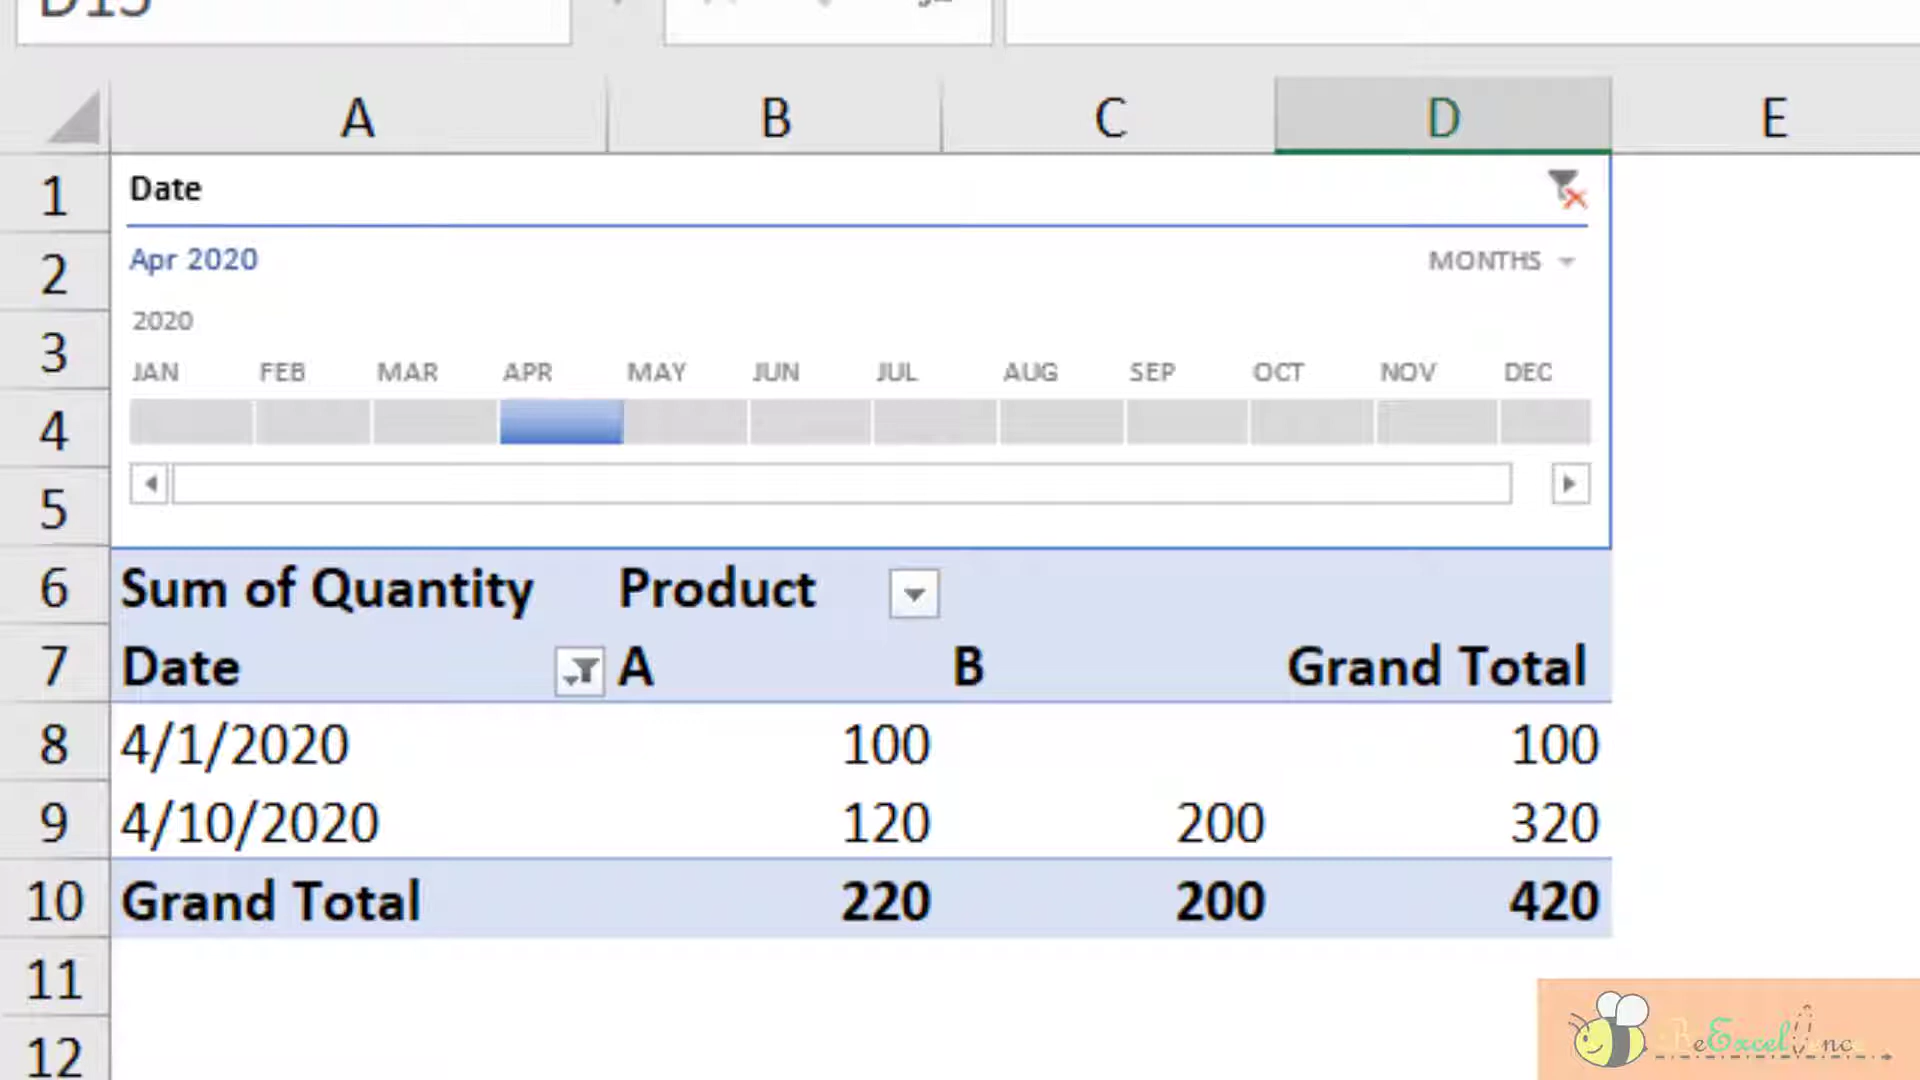 D15
A B C D E
1 Date
2 Apr 2020 MONTHS
2020
3 JAN FEB MAR APR MAY JUN JUL AUG SEP OCT NOV DEC
4
5
6 Sum of Quantity Product
7 Date A B Grand Total
8 4/1/2020 100 100
9 4/10/2020 120 200 320
10 Grand Total 220 200 420
11
12